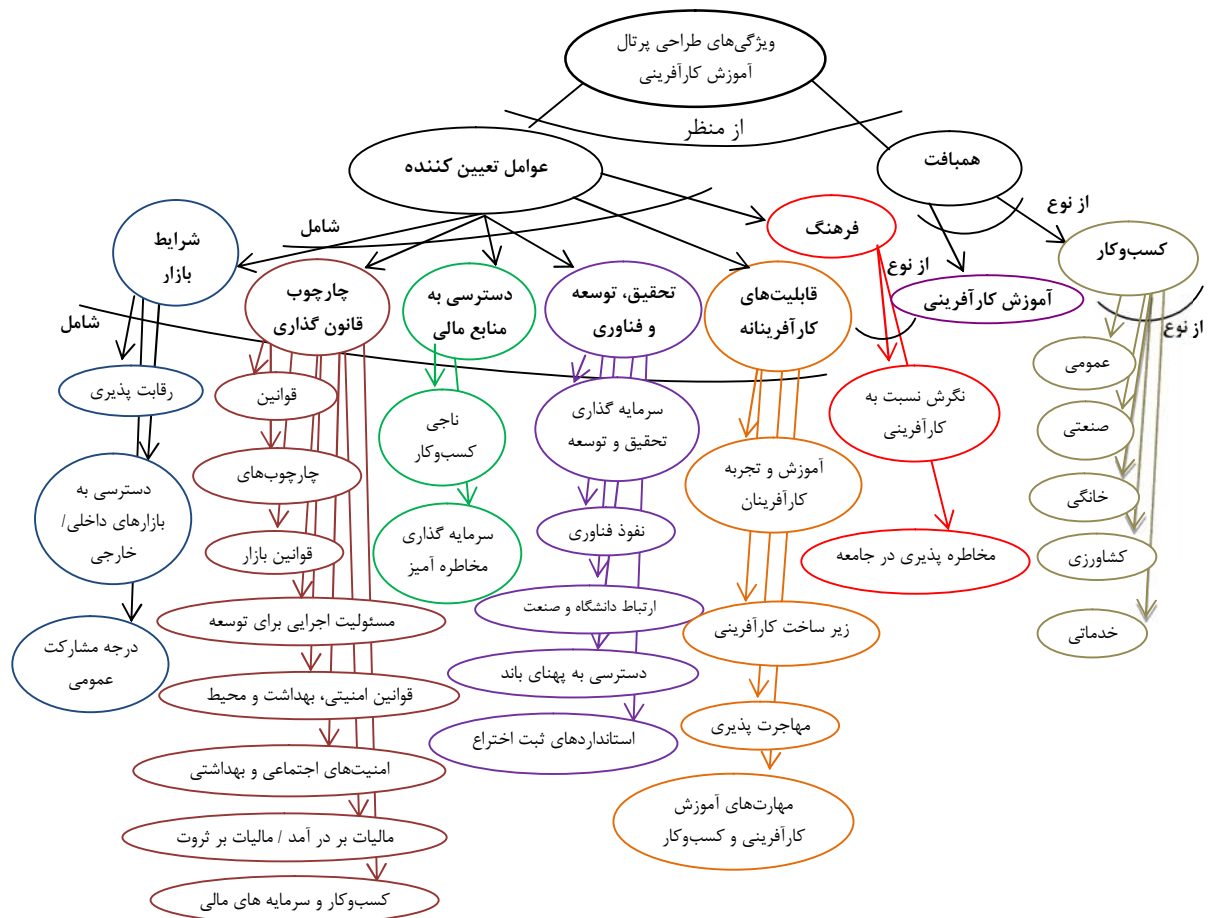 ویژگی‌های طراحی پرتال
آموزش کارآفرینی
از منظر
همبافت
عوامل تعیین کننده
از نوع
کسب‌وکار
آموزش کارآفرینی
از نوع
عمومی
صنعتی
خانگی
کشاورزی
خدماتی
شامل
فرهنگ
از نوع
نگرش نسبت به
کارآفرینی
مخاطره پذیری در جامعه
قابلیت‌های
کارآفرینانه
آموزش و تجربه
کارآفرینان
زیر ساخت کارآفرینی
مهاجرت پذیری
مهارت‌های آموزش
کارآفرینی و کسب‌وکار
تحقیق، توسعه
و فناوری
سرمایه گذاری
تحقیق و توسعه
نفوذ فناوری
ارتباط دانشگاه و صنعت
دسترسی به پهنای باند
استانداردهای ثبت اختراع
دسترسی به
منابع مالی
ناجی
کسب‌وکار
سرمایه گذاری
مخاطره آمیز
چارچوب
قانون گذاری
قوانین
چارچوب‌های
قوانین بازار
مسئولیت اجرایی برای توسعه
قوانین امنیتی، بهداشت و محیط
امنیت‌های اجتماعی و بهداشتی
مالیات بر در آمد / مالیات بر ثروت
کسب‌وکار و سرمایه های مالی
شرایط
بازار
شامل
رقابت پذیری
دسترسی به
بازارهای داخلی/
خارجی
درجه مشارکت
عمومی